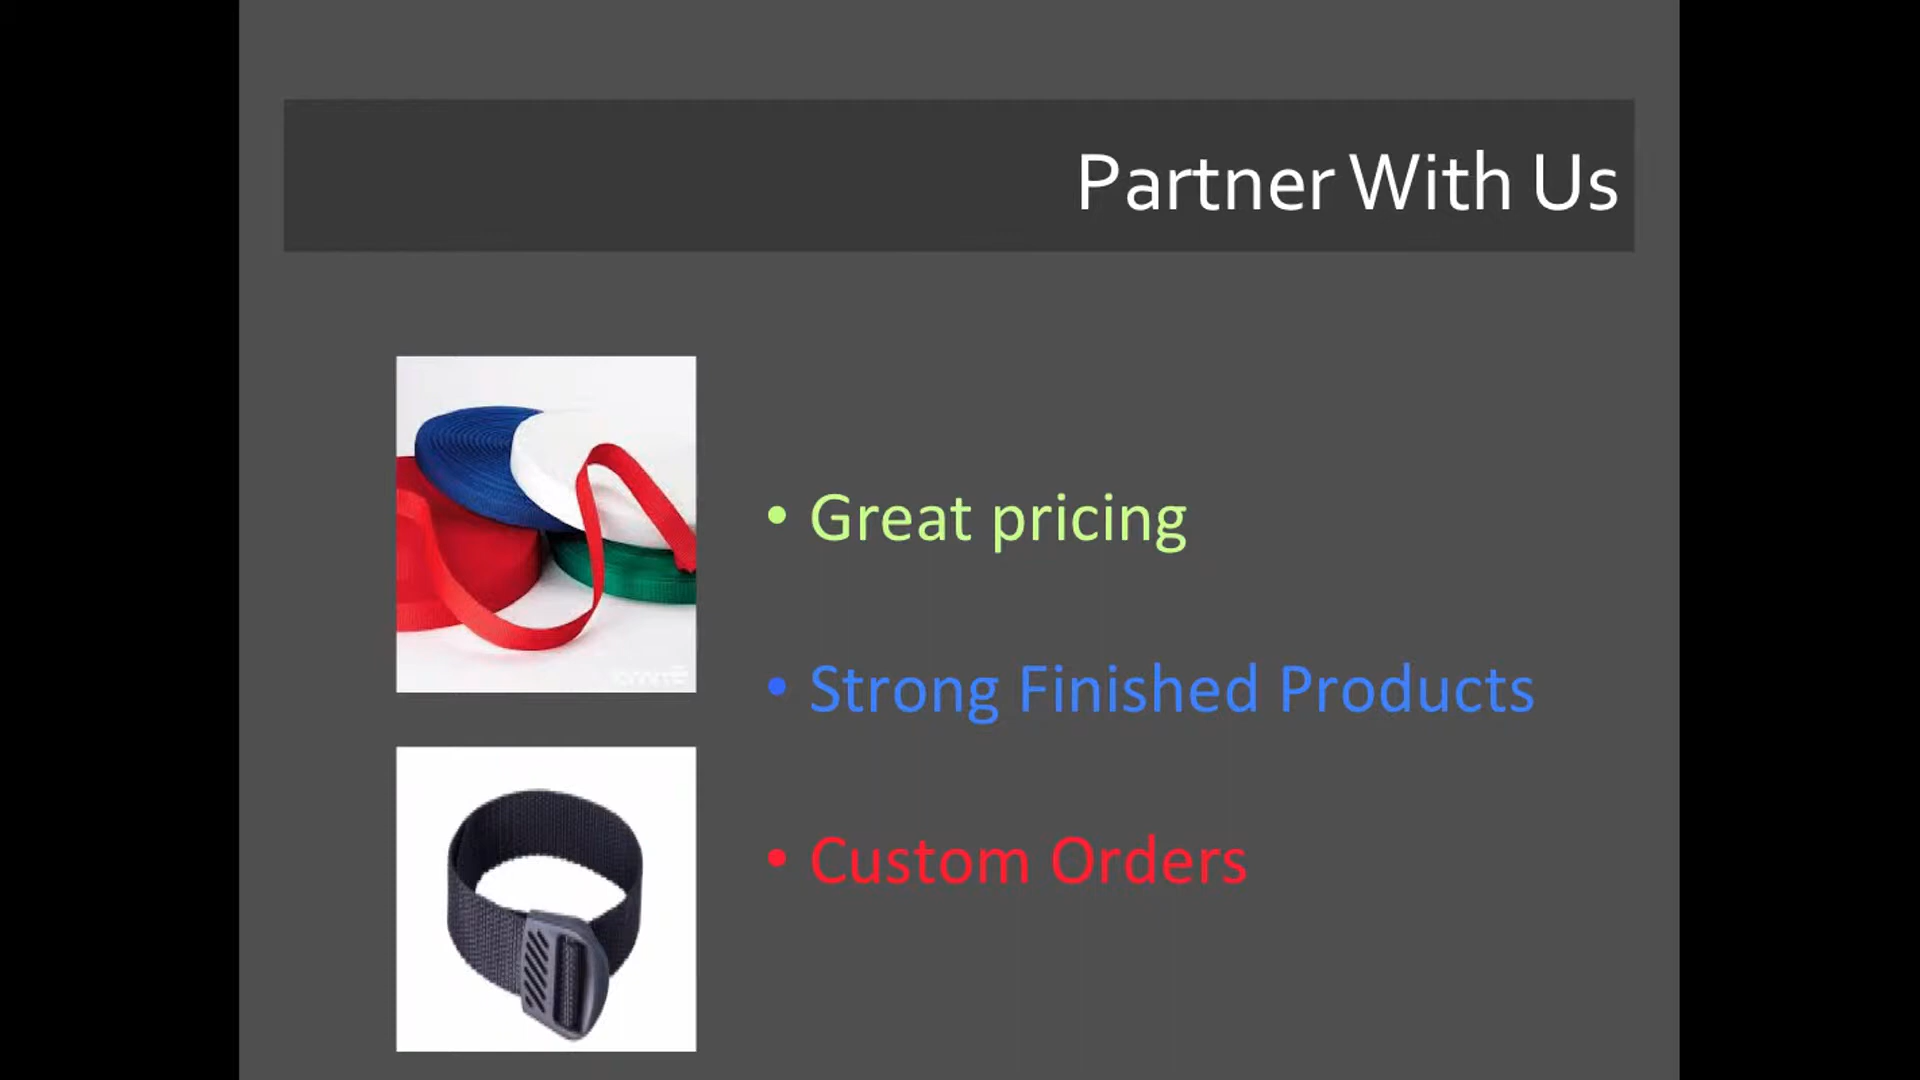 Partner With Us
• Great pricing
• Strong Finished Products
• Custom Orders